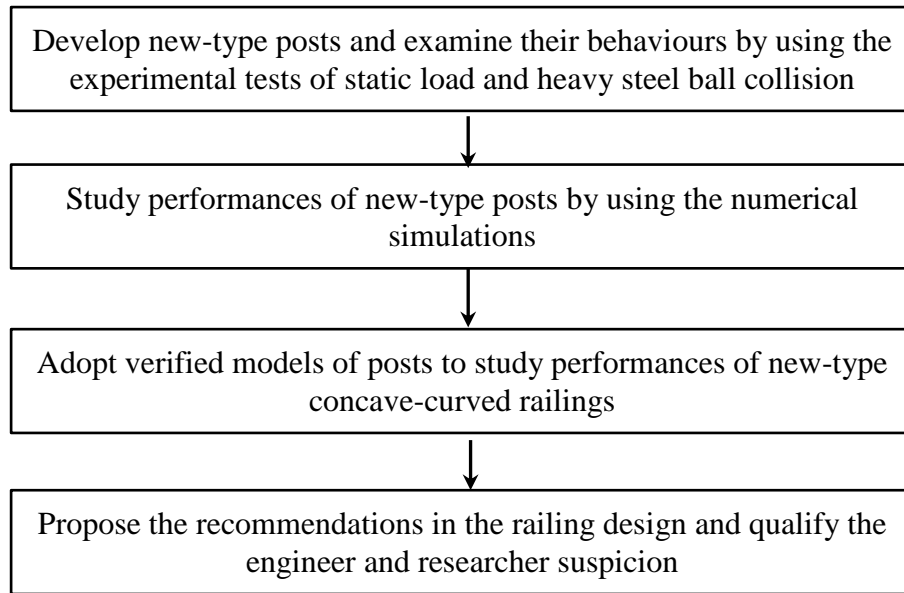 Develop new-type posts and examine their behaviours by using the
experimental tests of static load and heavy steel ball collision
Study performances of new-type posts by using the numerical
simulations
Adopt verified models of posts to study performances of new-type
concave-curved railings
Propose the recommendations in the railing design and qualify the
engineer and researcher suspicion